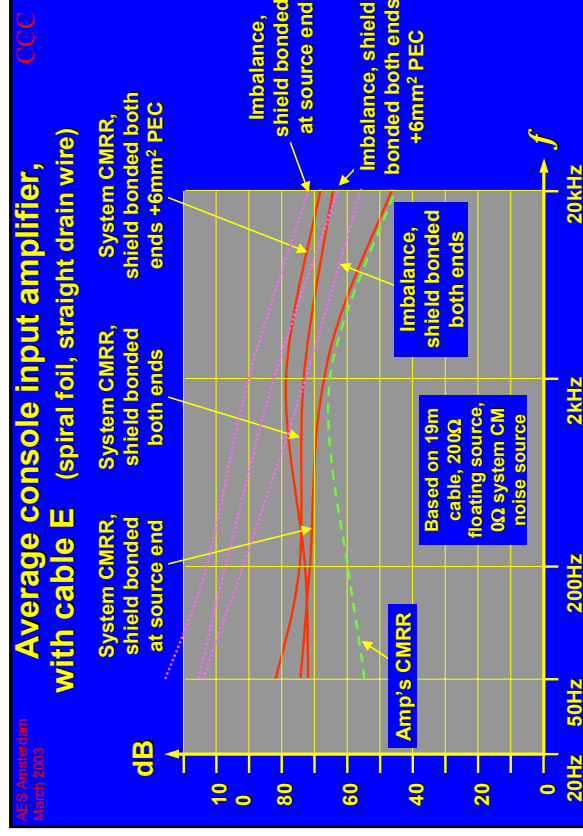 AES Amsterdam
March 2003
CCC
Average console input amplifier,
with cable E (spiral foil, straight drain wire)
System CMRR,
shield bonded
at source end
System CMRR,
shield bonded
both ends
System CMRR,
shield bonded both
ends +6mm² PEC
Imbalance,
shield bonded
at source end
Imbalance, shield
bonded both ends
+6mm² PEC
Imbalance,
shield bonded
both ends
Amp's CMRR
Based on 19m
cable, 200Ω
floating source,
0Ω system CM
noise source
dB
10
0
80
60
40
20
0
20Hz
50Hz
200Hz
2kHz
20kHz
f